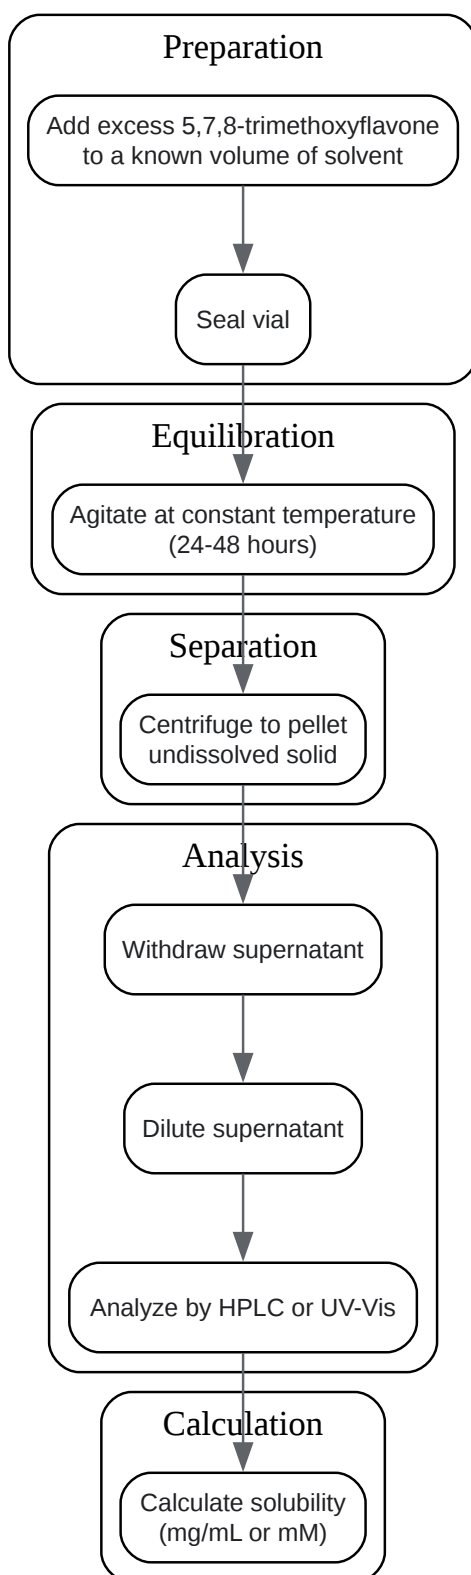 Preparation
Add excess 5,7,8-trimethoxyflavone
to a known volume of solvent
Seal vial
Equilibration
Agitate at constant temperature
(24-48 hours)
Separation
Centrifuge to pellet
undissolved solid
Analysis
Withdraw supernatant
Dilute supernatant
Analyze by HPLC or UV-Vis
Calculation
Calculate solubility
(mg/mL or mM)